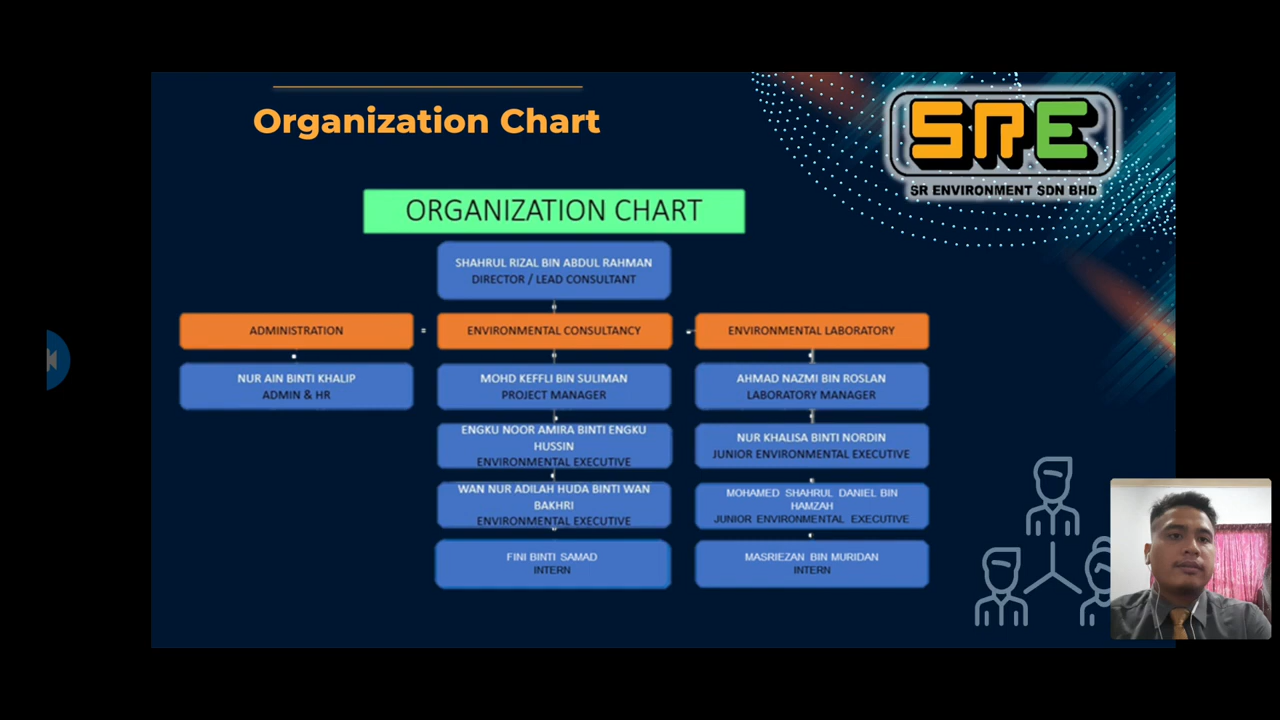 Organization Chart
SRE
SR ENVIRONMENT SDN BHD
ORGANIZATION CHART
SHAHRUL RIZAL BIN ABDUL RAHMAN
DIRECTOR / LEAD CONSULTANT
ADMINISTRATION
NUR AIN BINTI KHALIP
ADMIN & HR
ENVIRONMENTAL CONSULTANCY
MOHD KEFFLI BIN SULIMAN
PROJECT MANAGER
ENGKU NOOR AMIRA BINTI ENGKU
HUSSIN
ENVIRONMENTAL EXECUTIVE
WAN NUR ADILAH HUDA BINTI WAN
BAKHRI
ENVIRONMENTAL EXECUTIVE
FINI BINTI SAMAD
INTERN
ENVIRONMENTAL LABORATORY
AHMAD NAZMI BIN ROSLAN
LABORATORY MANAGER
NUR KHALISA BINTI NORDIN
JUNIOR ENVIRONMENTAL EXECUTIVE
MOHAMED SHAHRUL DANIEL BIN
HAMZAH
JUNIOR ENVIRONMENTAL EXECUTIVE
MASRIEZAN BIN MURIDAN
INTERN